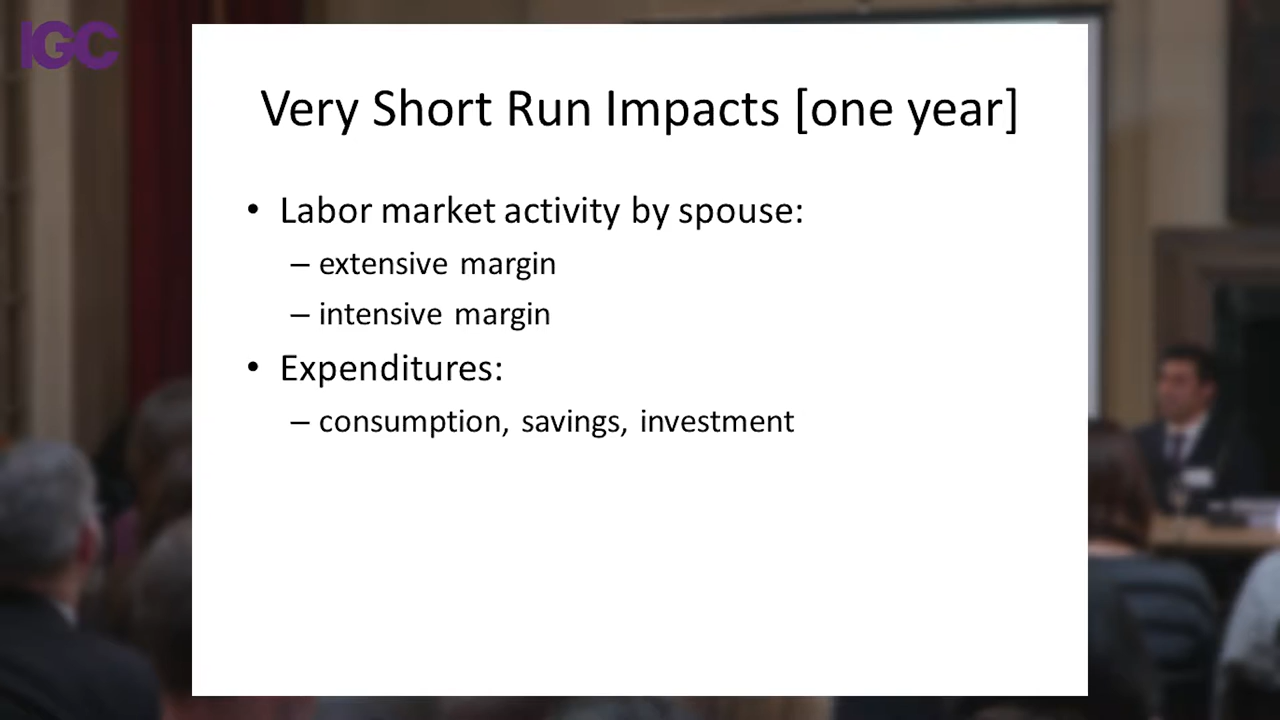 IGC
Very Short Run Impacts [one year]
• Labor market activity by spouse:
– extensive margin
– intensive margin
• Expenditures:
– consumption, savings, investment